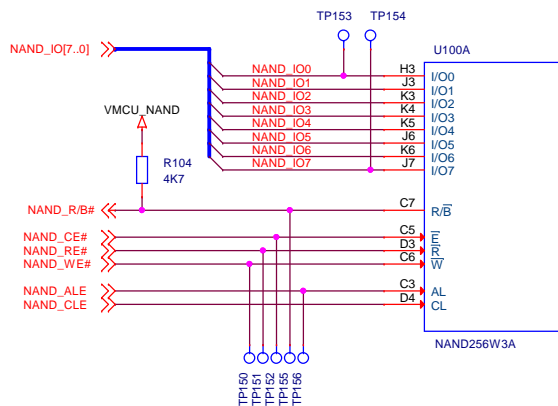 TP153 TP154
NAND_IO[7..0]
U100A
NAND_IO0 H3 I/O0
NAND_IO1 J3 I/O1
NAND_IO2 K3 I/O2
NAND_IO3 K4 I/O3
NAND_IO4 K5 I/O4
NAND_IO5 J6 I/O5
NAND_IO6 K6 I/O6
NAND_IO7 J7 I/O7
VMCU_NAND
R104
4K7
NAND_R/B# C7 R/B
NAND_CE# C5 E
NAND_RE# D3 R
NAND_WE# C6 W
NAND_ALE C3 AL
NAND_CLE D4 CL
NAND256W3A
TP150
TP151
TP152
TP155
TP156